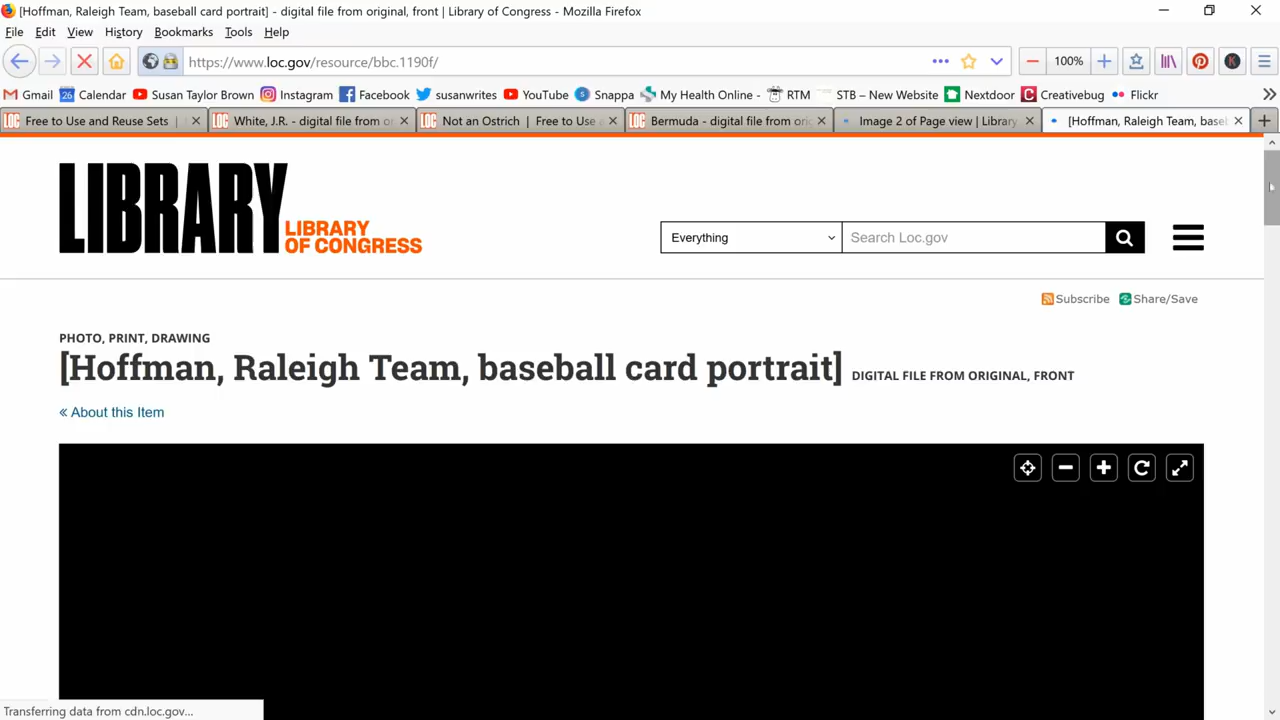 [Hoffman, Raleigh Team, baseball card portrait] - digital file from original, front | Library of Congress - Mozilla Firefox
File Edit View History Bookmarks Tools Help
https://www.loc.gov/resource/bbc.1190f/
100%
Gmail 26 Calendar Susan Taylor Brown Instagram Facebook susanwrites YouTube S Snappa My Health Online - RTM STB – New Website Nextdoor Creativebug Flickr
LOC Free to Use and Reuse Sets | LOC White, J.R. - digital file from o LOC Not an Ostrich | Free to Use LOC Bermuda - digital file from ori Image 2 of Page view | Library [Hoffman, Raleigh Team, base
LIBRARY
LIBRARY
OF CONGRESS
Everything Search Loc.gov
Subscribe Share/Save
PHOTO, PRINT, DRAWING
[Hoffman, Raleigh Team, baseball card portrait] DIGITAL FILE FROM ORIGINAL, FRONT
« About this Item
Transferring data from cdn.loc.gov...